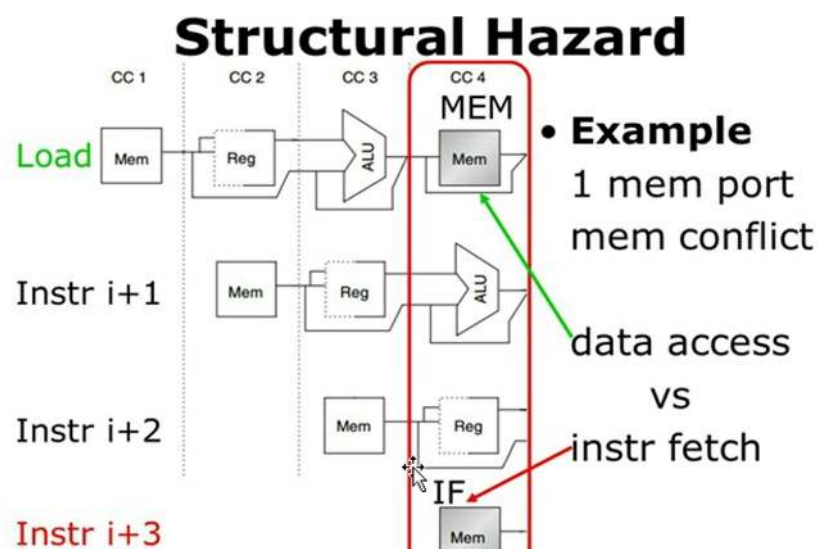 Structural Hazard
CC 1 CC 2 CC 3 CC 4
MEM
Load Mem Reg ALU Mem
Instr i+1 Mem Reg ALU
Instr i+2 Mem Reg
IF
Instr i+3 Mem
• Example
1 mem port
mem conflict
data access
vs
instr fetch